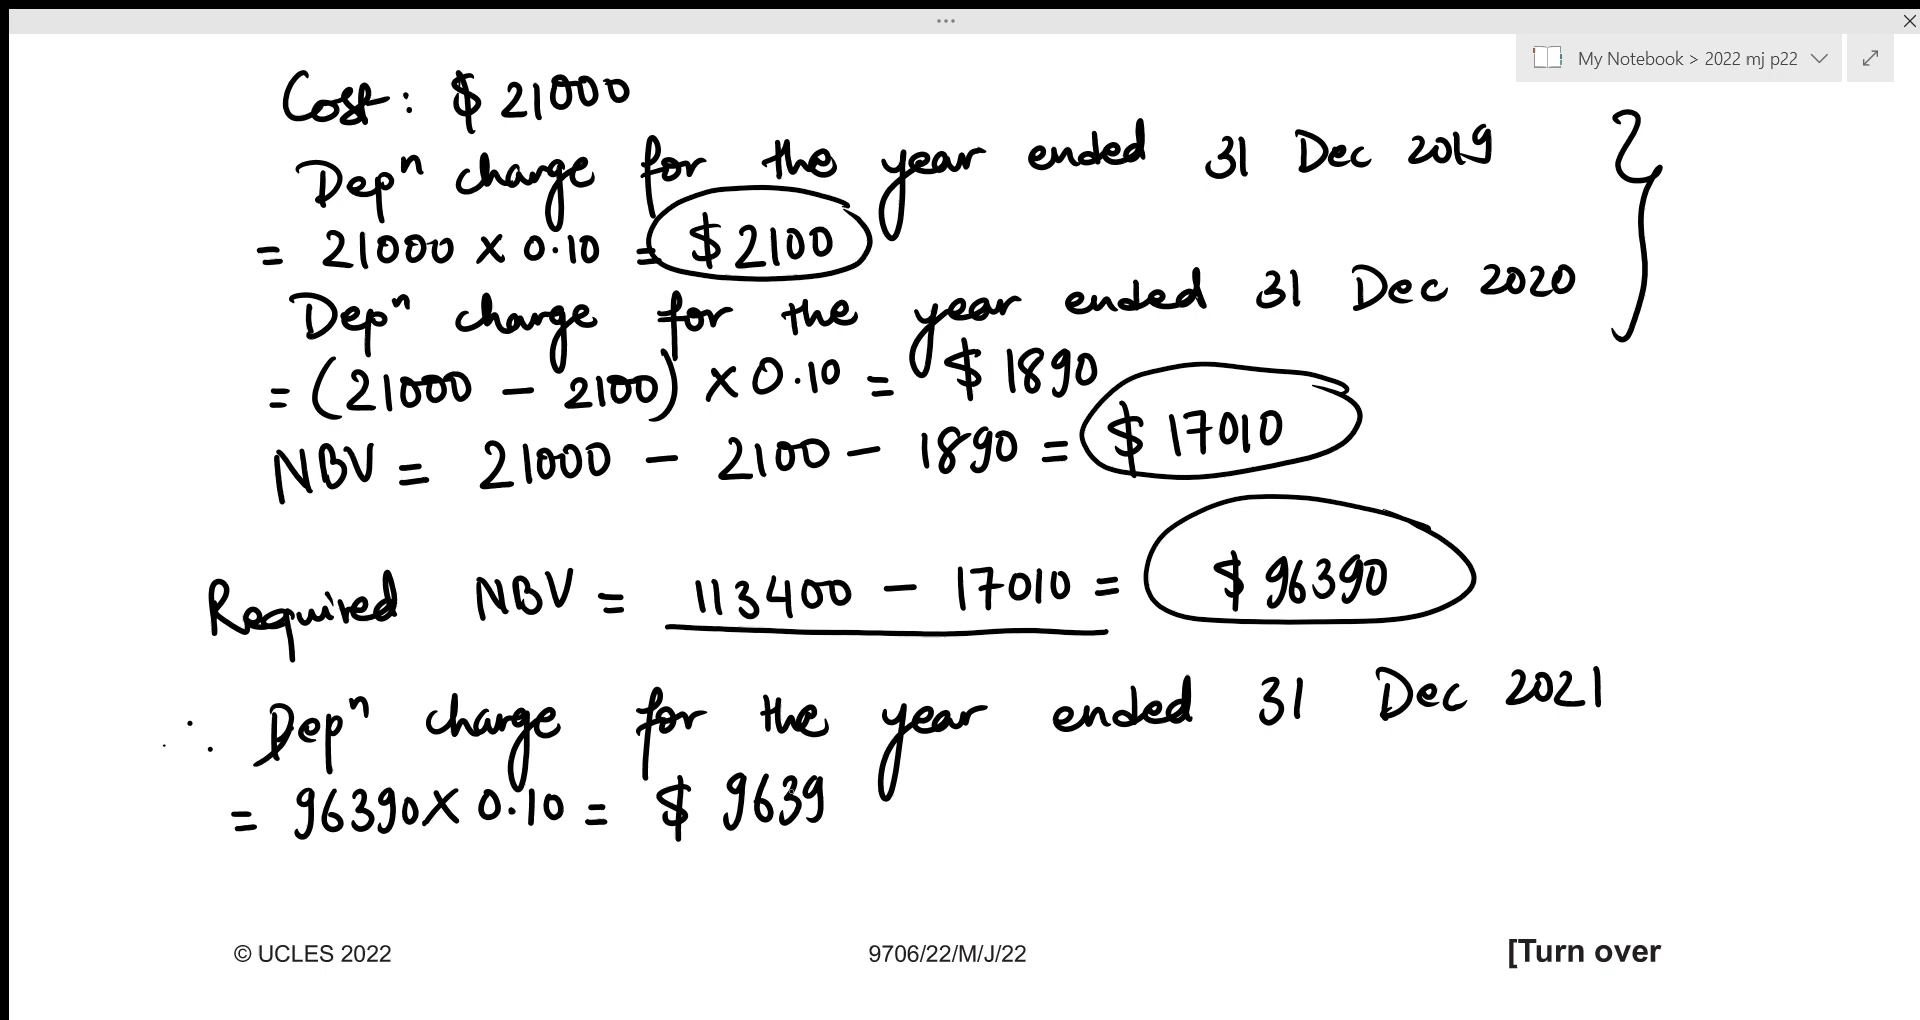 My Notebook > 2022 mj p22
Cost : $ 21000
Depⁿ charge for the year ended 31 Dec 2019
= 21000 x 0.10 = $ 2100
Depⁿ charge for the year ended 31 Dec 2020
= (21000 - 2100) x 0.10 = $ 1890
NBV = 21000 - 2100 - 1890 = $ 17010
Required NBV = 113400 - 17010 = $ 96390
∴ Depⁿ charge for the year ended 31 Dec 2021
= 96390 x 0.10 = $ 9639
© UCLES 2022 9706/22/M/J/22 [Turn over